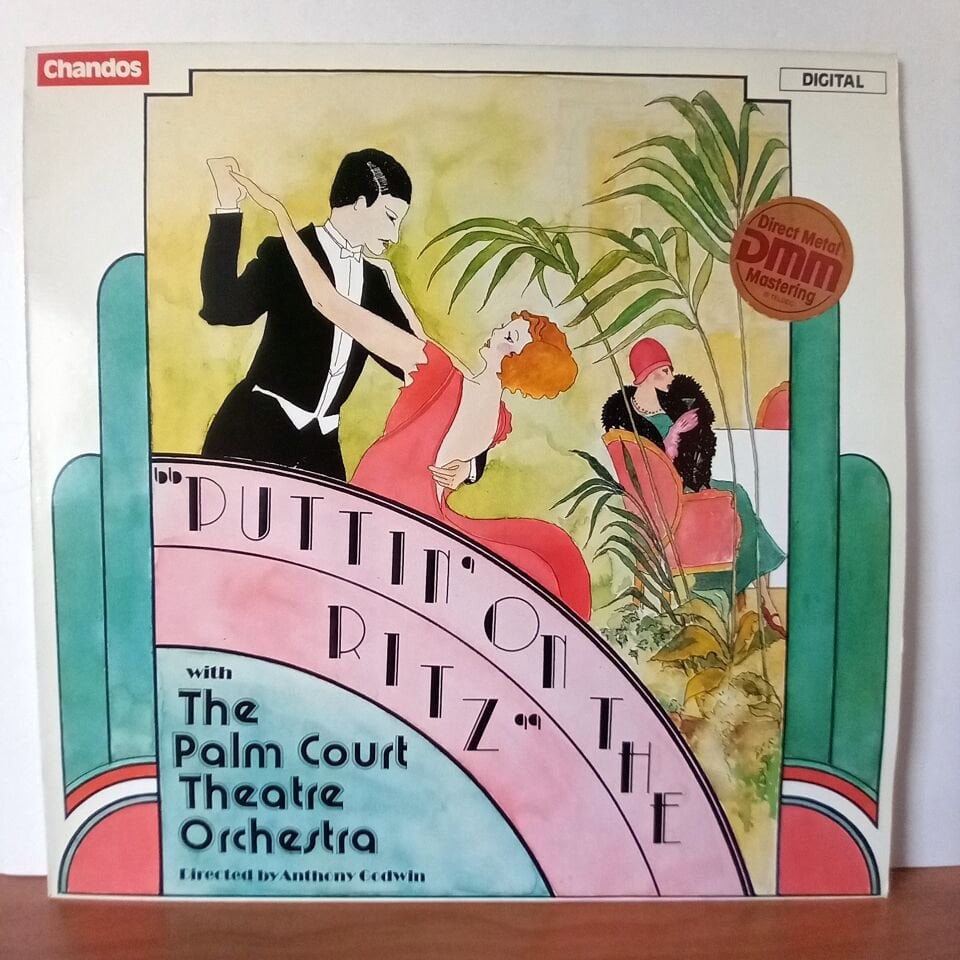 Chandos
DIGITAL
Direct Metal
DMM
Mastering
"PUTTIN' ON THE
RITZ"
with
The
Palm Court
Theatre
Orchestra
Directed by Anthony Godwin